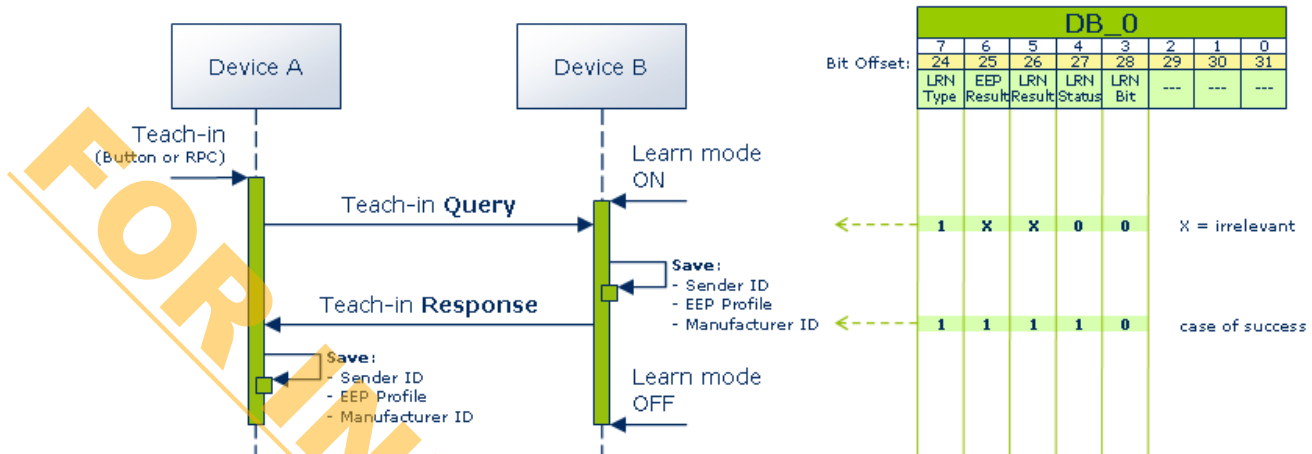 DB_0
7 6 5 4 3 2 1 0
Bit Offset: 24 25 26 27 28 29 30 31
LRN Type EEP Result LRN Result LRN Status LRN Bit --- --- ---
Device A
Device B
Teach-in
(Button or RPC)
Learn mode
ON
Teach-in Query
1 X X 0 0 X = irrelevant
Save:
- Sender ID
- EEP Profile
- Manufacturer ID
Teach-in Response
1 1 1 1 0 case of success
Save:
- Sender ID
- EEP Profile
- Manufacturer ID
Learn mode
OFF
FOR IN